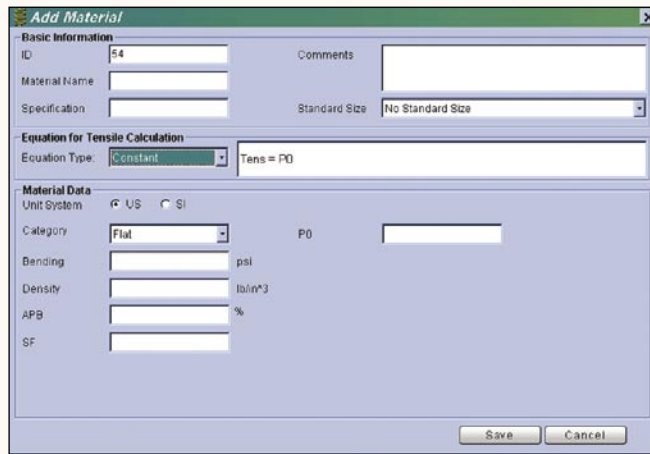 Add Material
Basic Information
ID 54 Comments
Material Name
Specification Standard Size No Standard Size
Equation for Tensile Calculation
Equation Type: Constant Tens = P0
Material Data
Unit System US SI
Category Flat P0
Bending psi
Density lb/in^3
APB %
SF
Save Cancel